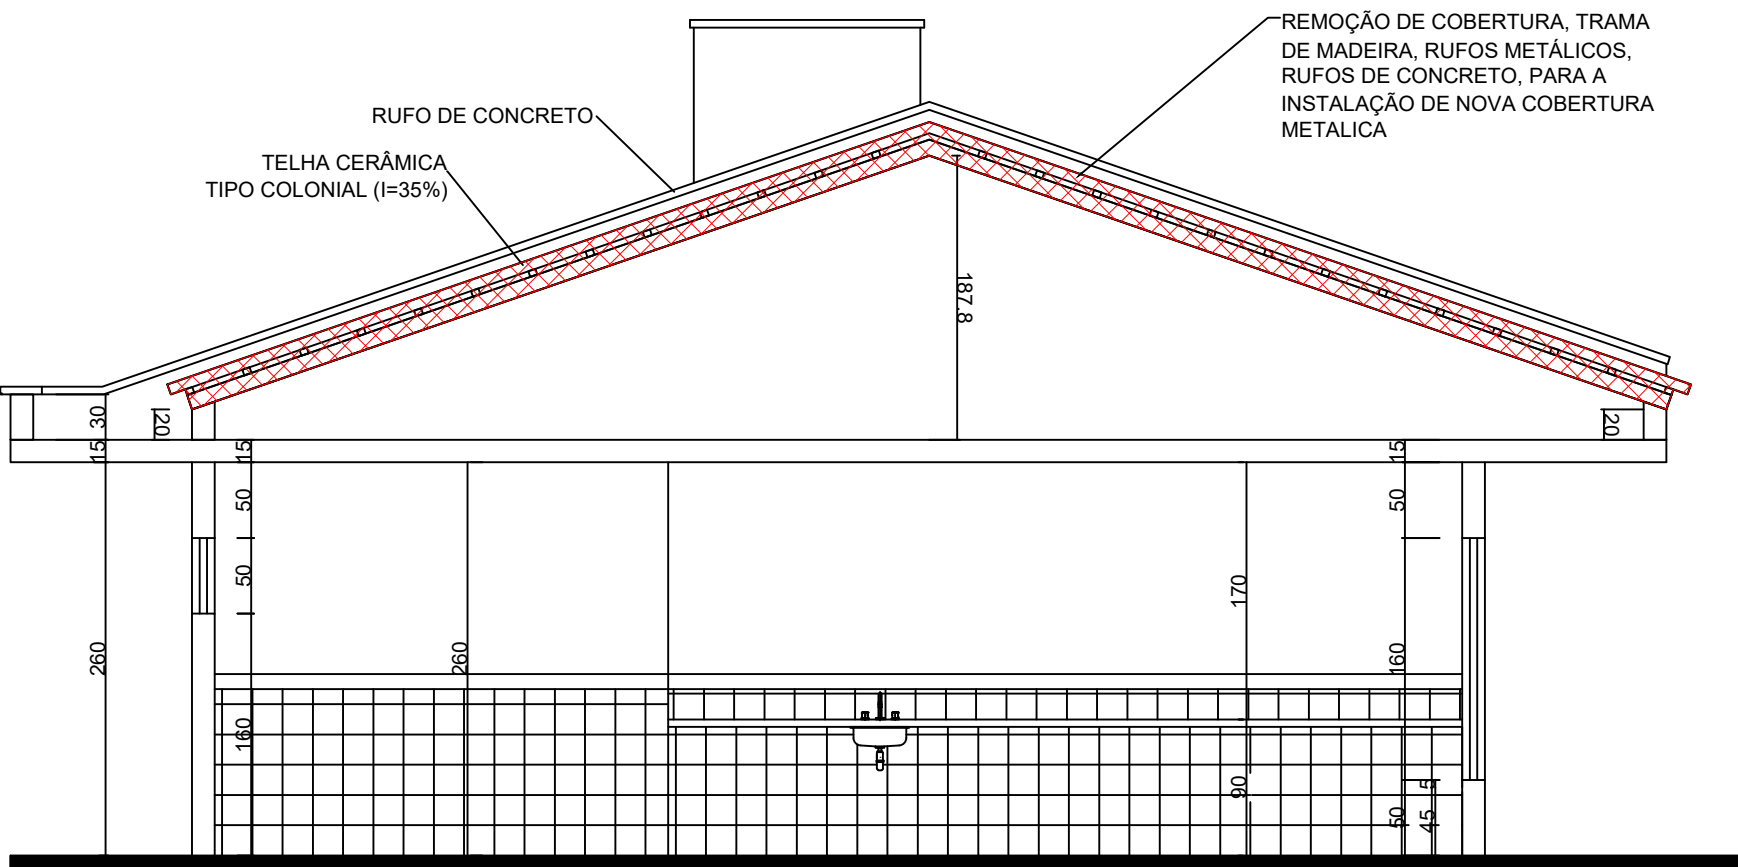 REMOÇÃO DE COBERTURA, TRAMA
DE MADEIRA, RUFOS METÁLICOS,
RUFOS DE CONCRETO, PARA A
INSTALAÇÃO DE NOVA COBERTURA
METALICA
RUFO DE CONCRETO
TELHA CERÂMICA
TIPO COLONIAL (I=35%)
187.8
30
20
20
15
15
15
50
50
50
170
260
260
160
160
90
50
45
5